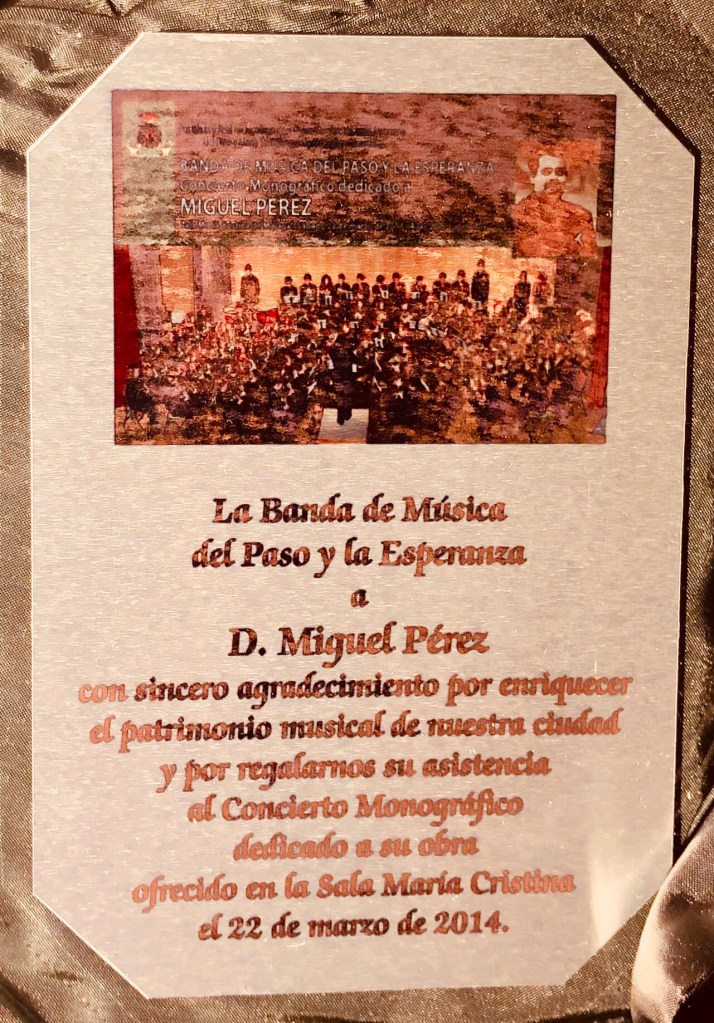 BANDA DE MUSICA DEL PASO Y LA ESPERANZA
Concierto Monográfico dedicado a
MIGUEL PEREZ
La Banda de Música
del Paso y la Esperanza
a
D. Miguel Pérez
con sincero agradecimiento por enriquecer
el patrimonio musical de nuestra ciudad
y por regalarnos su asistencia
al Concierto Monográfico
dedicado a su obra
ofrecido en la Sala María Cristina
el 22 de marzo de 2014.